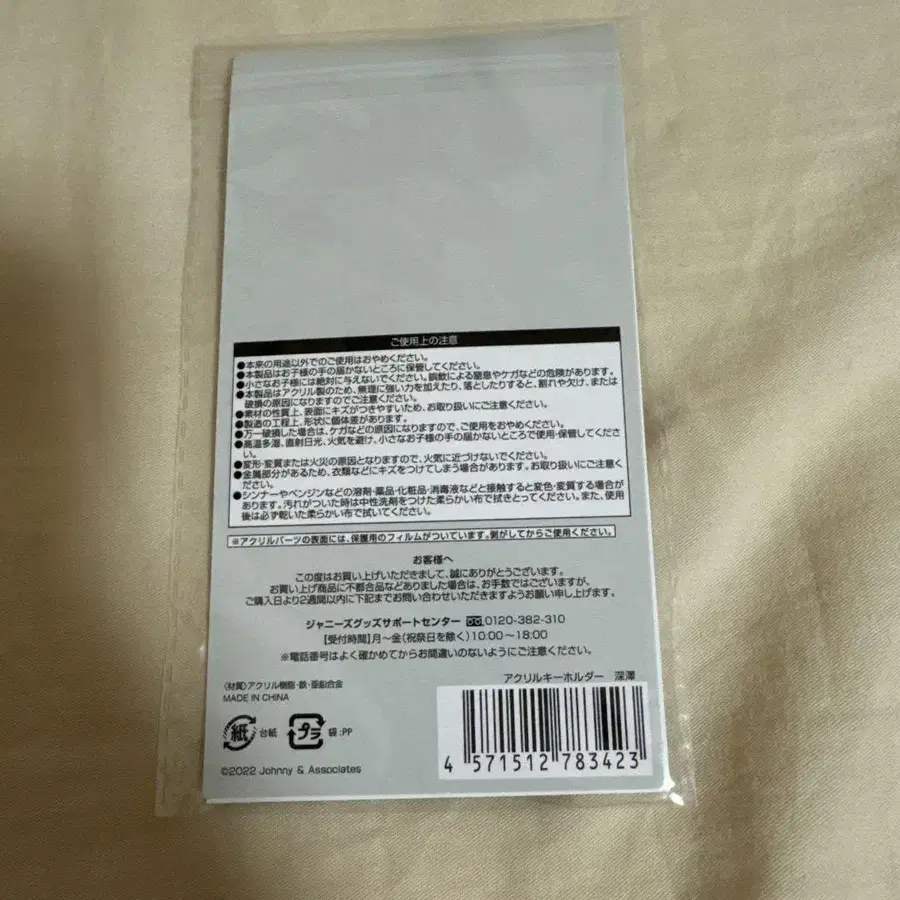 ご使用上の注意
●本来の用途以外でのご使用はおやめください。
●本製品はお子様の手の届かないところに保管してください。
●小さなお子様には絶対に与えないでください。誤飲による窒息やケガなどの危険があります。
●本製品はアクリル製のため、無理に強い力を加えたり、落としたりすると、割れや欠け、または
破損の原因になりますのでご注意ください。
●素材の性質上、表面にキズがつきやすいため、お取り扱いにご注意ください。
●製造の工程上、形状に個体差があります。
●万一破損した場合は、ケガなどの原因になりますので、ご使用をおやめください。
●高温多湿、直射日光、火気を避け、小さなお子様の手の届かないところで使用・保管してくださ
い。
●変形・変質または火災の原因となりますので、火気に近づけないでください。
●金属部分があるため、衣類などにキズをつけてしまう場合があります。お取り扱いにご注意く
ださい。
●シンナーやベンジンなどの溶剤・薬品・化粧品・消毒液などと接触すると変色・変質する場合が
あります。汚れがついた時は中性洗剤をつけた柔らかい布で拭きとってください。また、使用
後は必ず乾いた柔らかい布で拭いてください。
※アクリルパーツの表面には、保護用のフィルムがついています。剥がしてからご使用ください。
お客様へ
この度はお買い上げいただきまして、誠にありがとうございます。
お買い上げ商品に不都合品などありました場合は、お手数ではございますが、
ご購入日より2週間以内に下記までお問い合わせいただきますようお願い申し上げます。
ジャニーズグッズサポートセンター 0120-382-310
【受付時間】月〜金(祝祭日を除く)10:00〜18:00
※電話番号はよく確かめてからお間違いのないようにご注意ください。
アクリルキーホルダー 深澤
〈材質〉アクリル樹脂・鉄・亜鉛合金
MADE IN CHINA
紙 台紙 プラ 袋:PP
©2022 Johnny & Associates
4 571512 783423